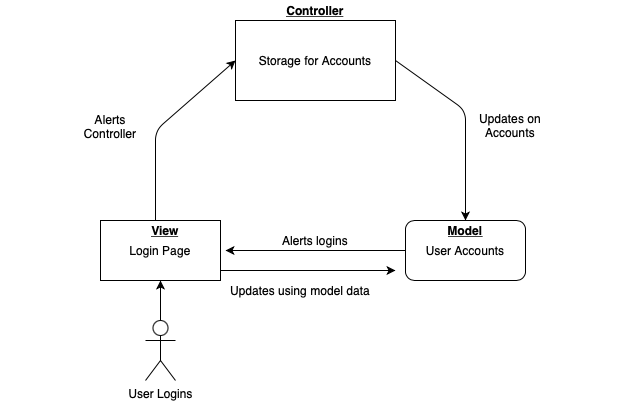 Controller
Storage for Accounts
Alerts
Controller
Updates on
Accounts
View
Login Page
Alerts logins
Model
User Accounts
Updates using model data
User Logins